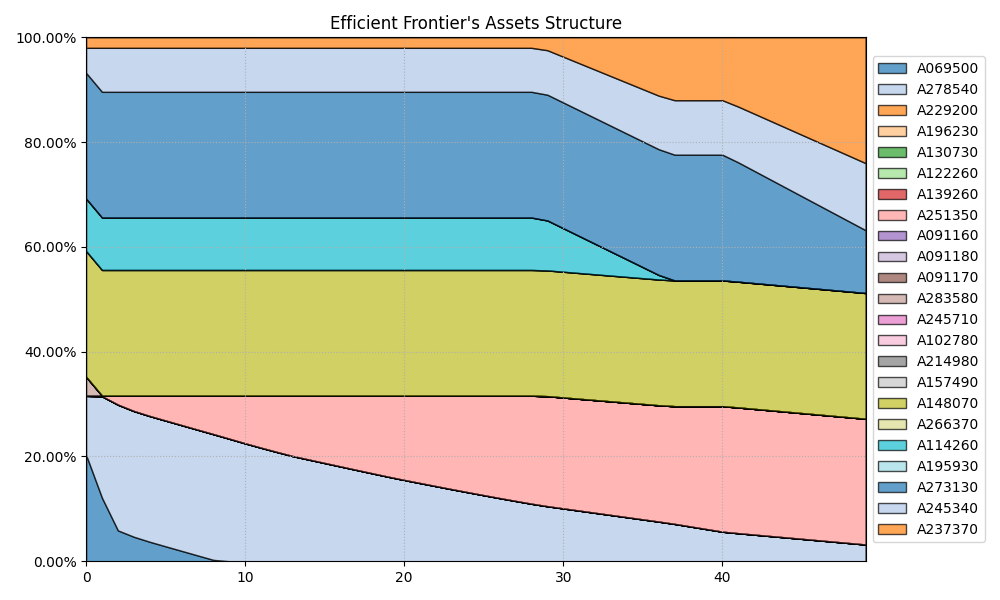 Efficient Frontier's Assets Structure
100.00%
80.00%
60.00%
40.00%
20.00%
0.00%
0
10
20
30
40
A069500
A278540
A229200
A196230
A130730
A122260
A139260
A251350
A091160
A091180
A091170
A283580
A245710
A102780
A214980
A157490
A148070
A266370
A114260
A195930
A273130
A245340
A237370